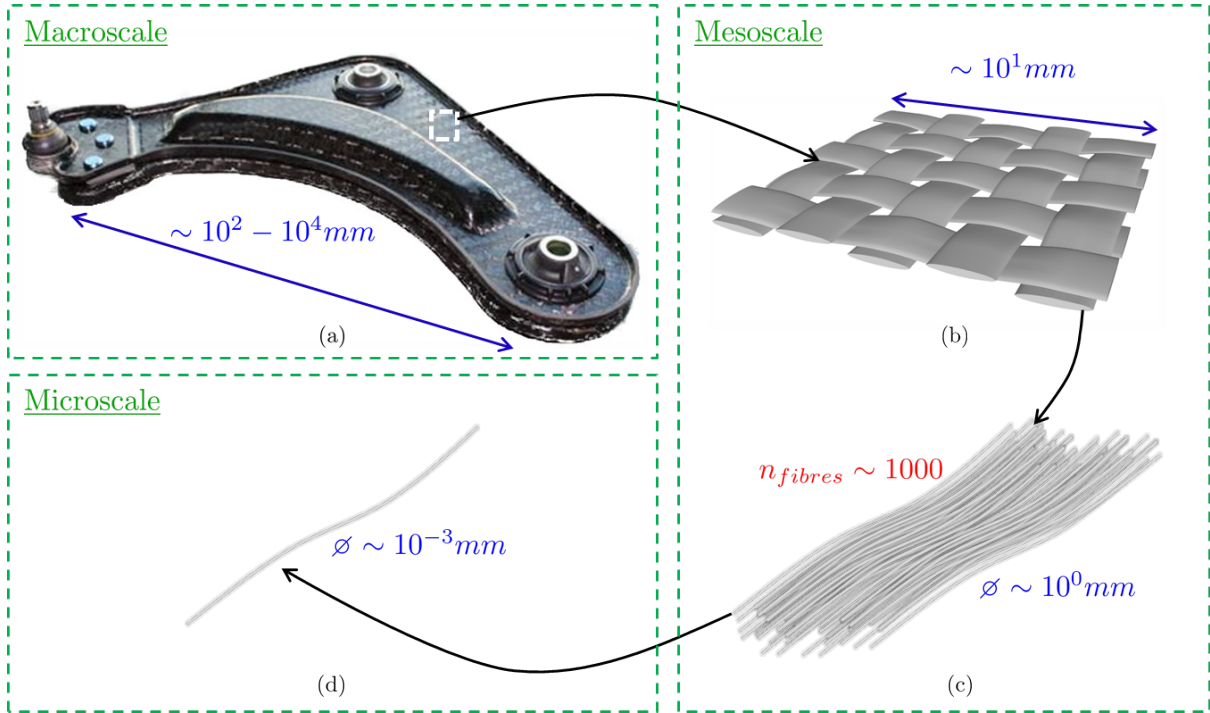 Macroscale
∼ 10² − 10⁴mm
(a)
Mesoscale
∼ 10¹mm
(b)
n_fibres ∼ 1000
∅ ∼ 10⁰mm
(c)
Microscale
∅ ∼ 10⁻³mm
(d)